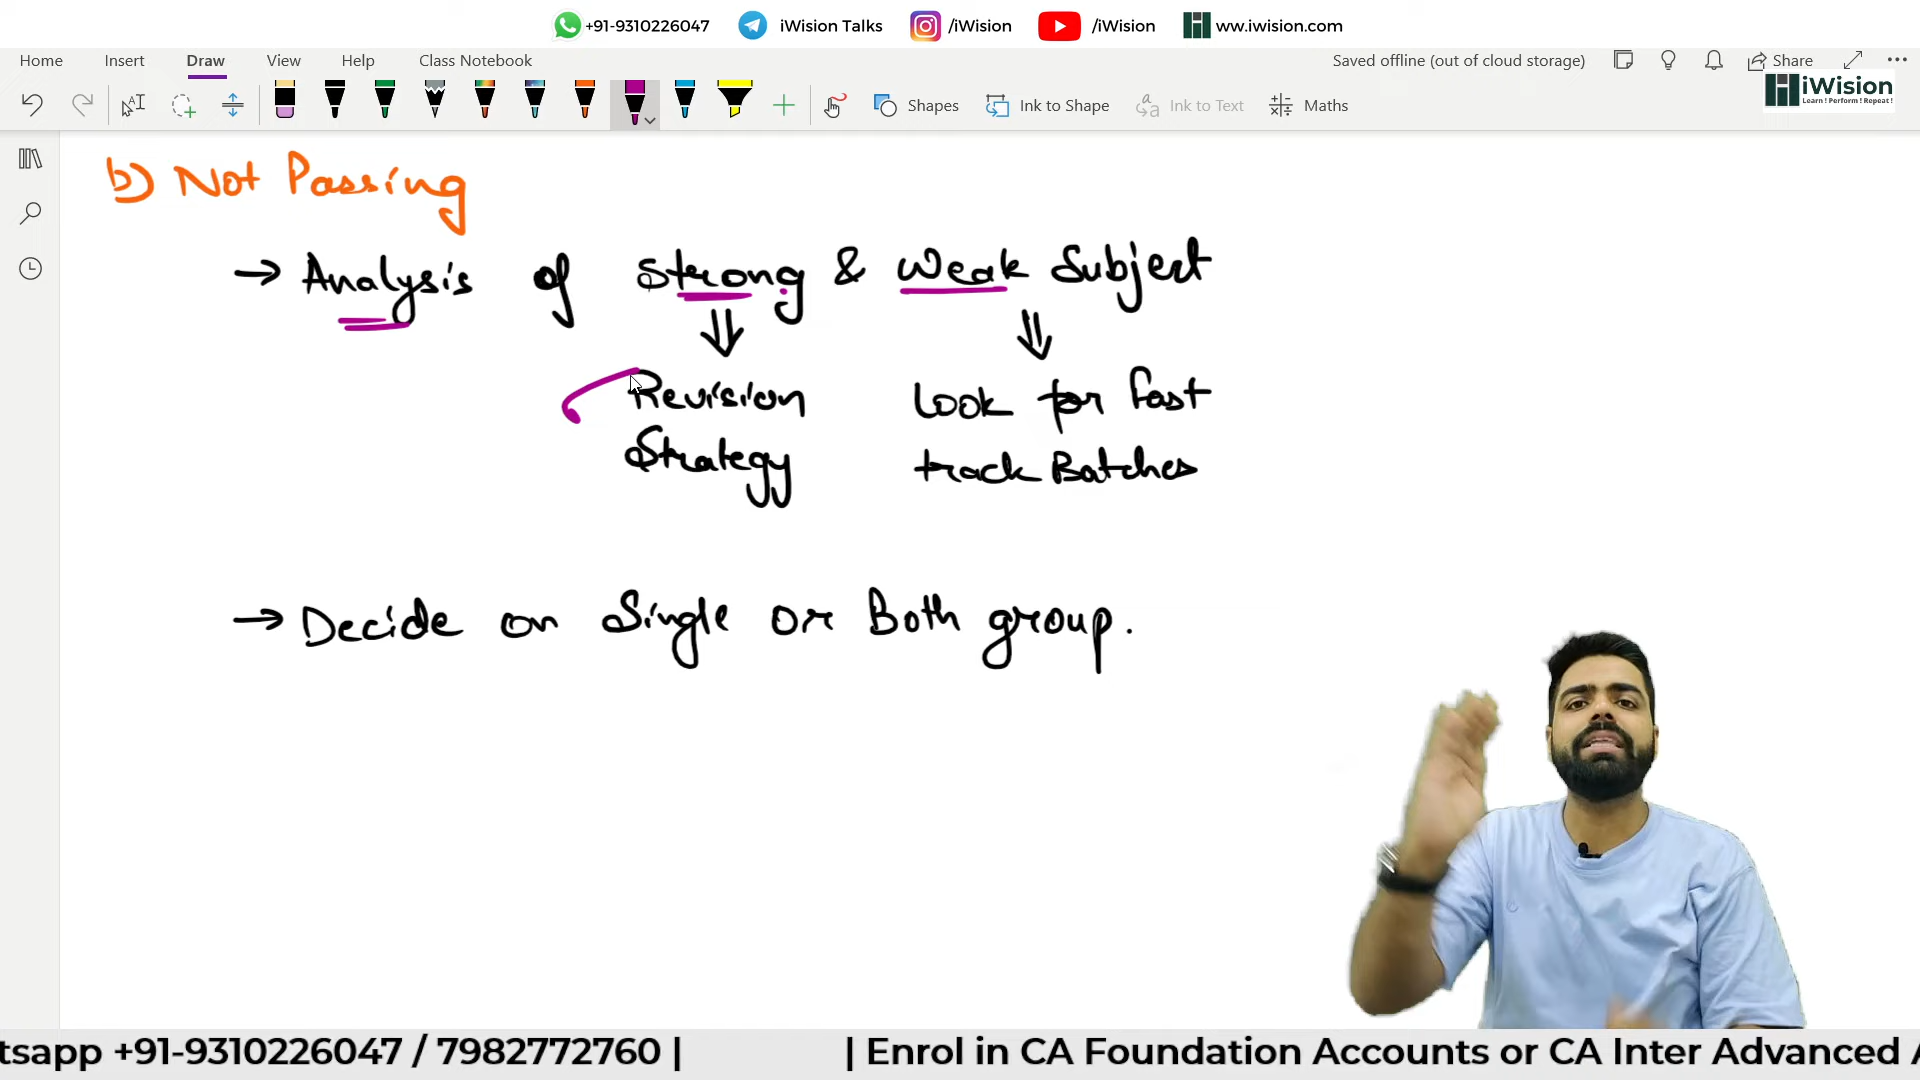 +91-9310226047 iWision Talks /iWision /iWision ww.iwision.com
Home Insert Draw View Help Class Notebook Saved offline (out of cloud storage) Share
Shapes Ink to Shape Ink to Text Maths
iWision
Learn ! Perform ! Repeat !
b) Not Passing
→ Analysis of Strong & Weak Subject
Revision Look for fast
Strategy track Batches
→ Decide on Single or Both group.
tsapp +91-9310226047 / 7982772760 | | Enrol in CA Foundation Accounts or CA Inter Advanced A